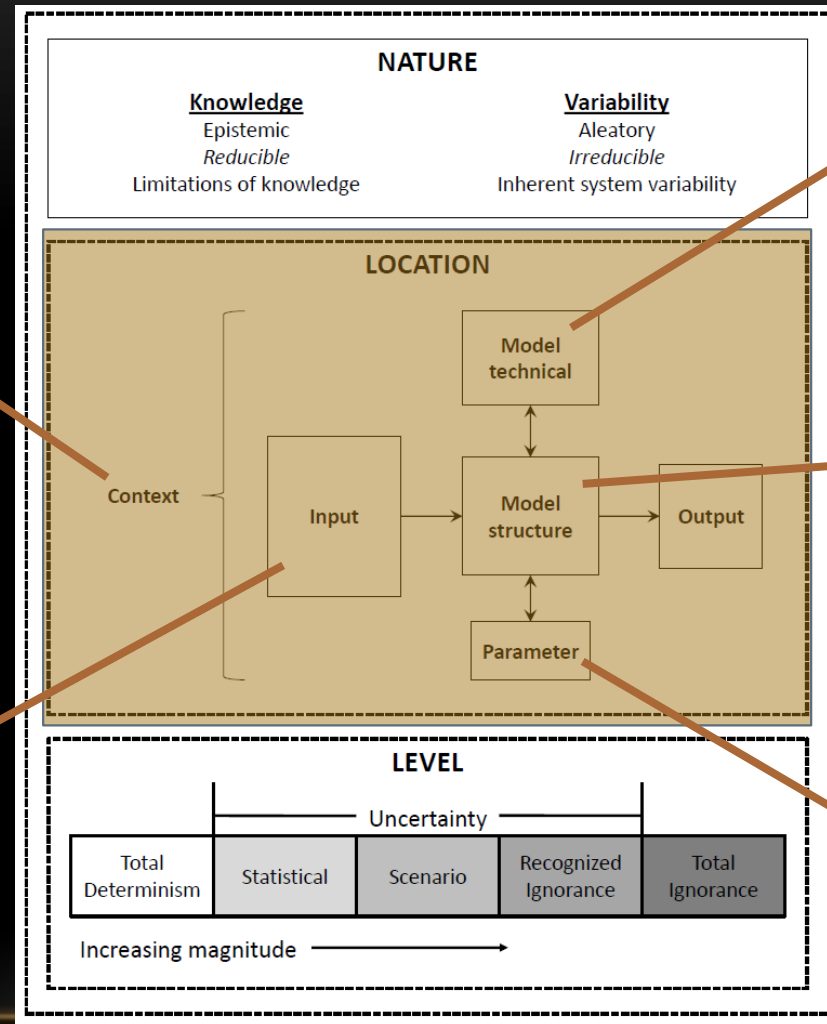 NATURE
Knowledge
Epistemic
Reducible
Limitations of knowledge
Variability
Aleatory
Irreducible
Inherent system variability
LOCATION
Context
Input
Model
technical
Model
structure
Parameter
Output
LEVEL
Uncertainty
Total
Determinism
Statistical
Scenario
Recognized
Ignorance
Total
Ignorance
Increasing magnitude